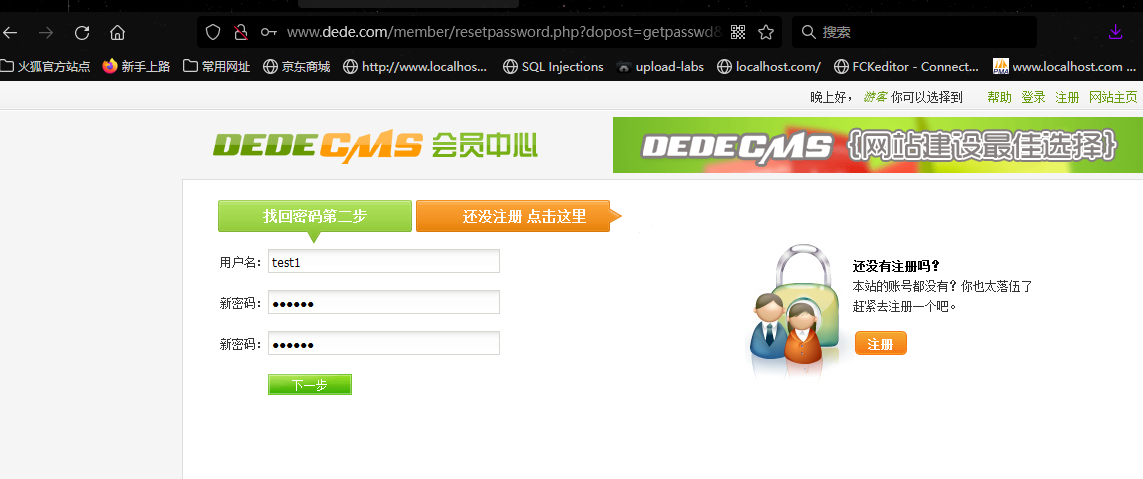 www.dede.com/member/resetpassword.php?dopost=getpasswd& 搜索
火狐官方站点 新手上路 常用网址 京东商城 http://www.localhos... SQL Injections upload-labs localhost.com/ FCKeditor - Connect... www.localhost.com ...
晚上好， 游客 你可以选择到 帮助 登录 注册 网站主页
DEDECMS 会员中心 DEDECMS {网站建设最佳选择}
找回密码第二步 还没注册 点击这里
用户名： test1
新密码： ●●●●●●
新密码： ●●●●●●
下一步
还没有注册吗？
本站的账号都没有？你也太落伍了
赶紧去注册一个吧。
注册